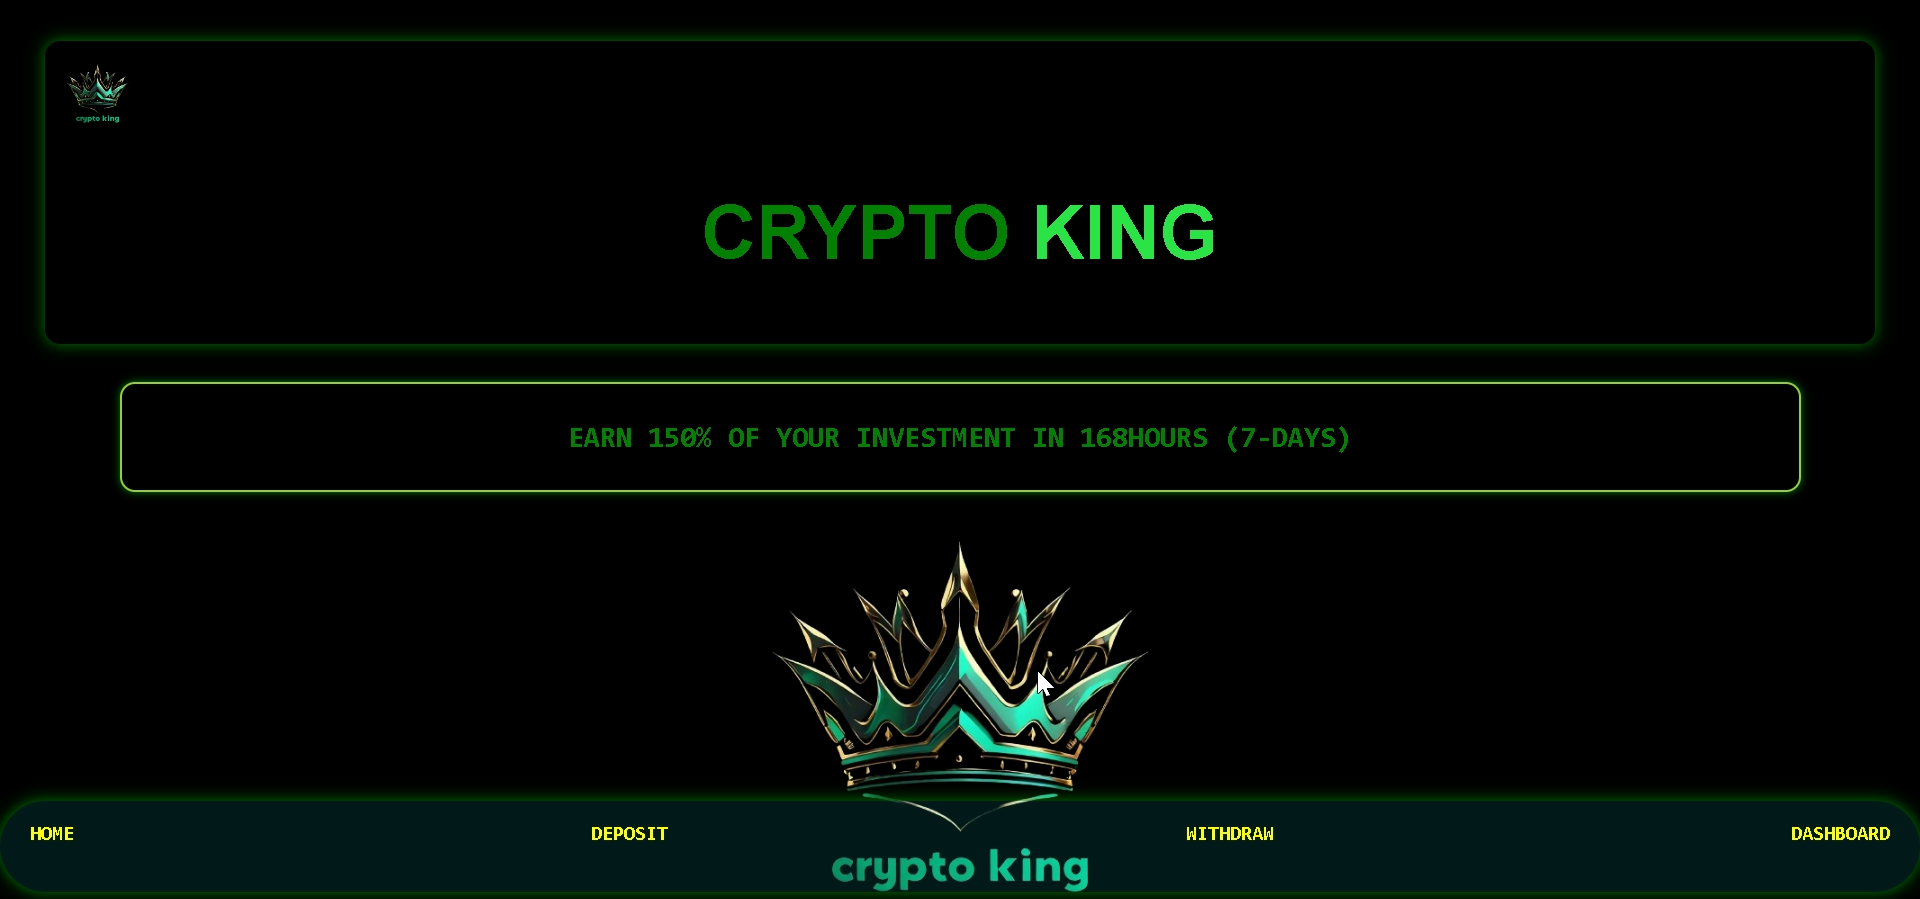 crypto king
CRYPTO KING
EARN 150% OF YOUR INVESTMENT IN 168HOURS (7-DAYS)
HOME DEPOSIT WITHDRAW DASHBOARD
crypto king